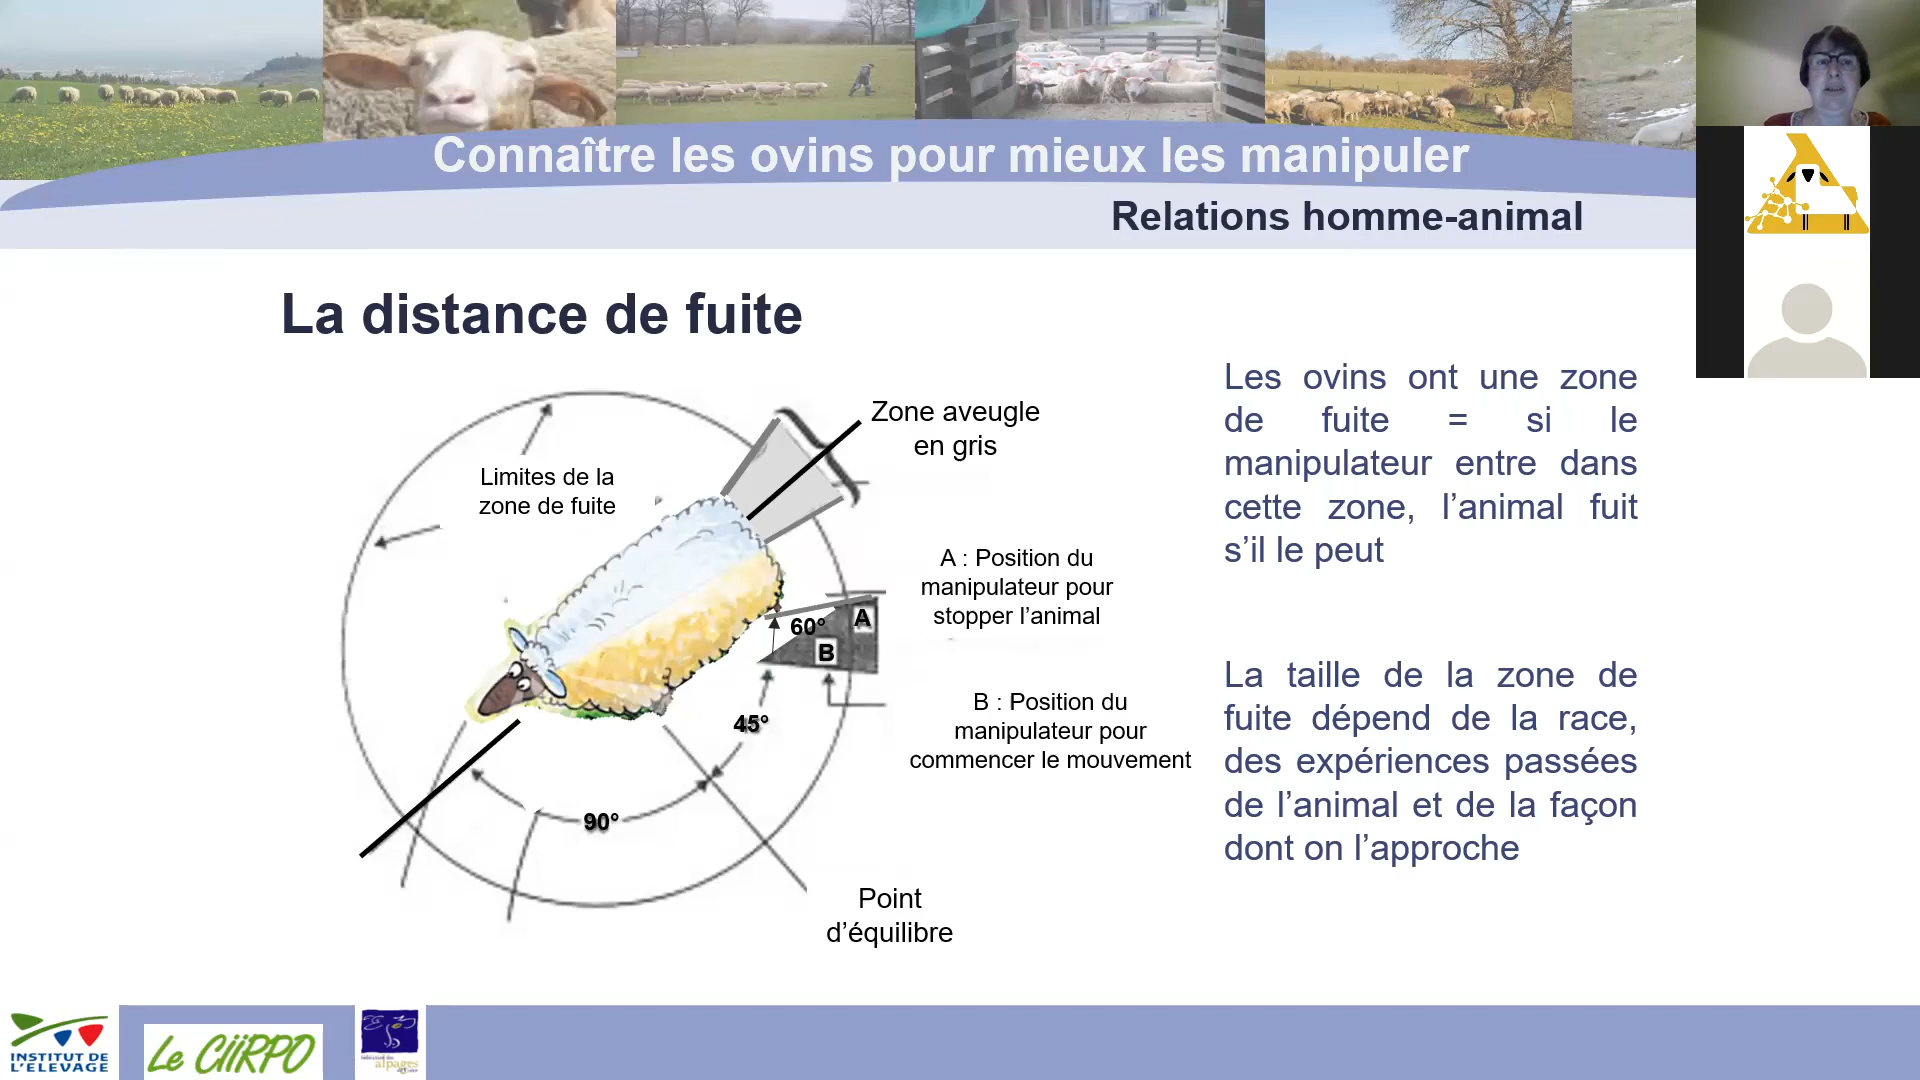 Connaître les ovins pour mieux les manipuler
Relations homme-animal
La distance de fuite
Zone aveugle
en gris
Limites de la
zone de fuite
A : Position du
manipulateur pour
stopper l’animal
60°
A
B
45°
B : Position du
manipulateur pour
commencer le mouvement
90°
Point
d’équilibre
Les ovins ont une zone
de fuite = si le
manipulateur entre dans
cette zone, l’animal fuit
s’il le peut
La taille de la zone de
fuite dépend de la race,
des expériences passées
de l’animal et de la façon
dont on l’approche
INSTITUT DE
L'ELEVAGE
Le CIIRPO
alpages